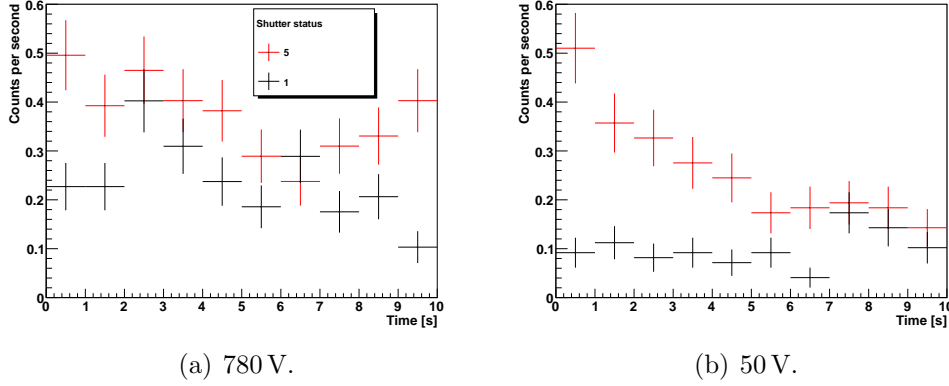 Counts per second
0.6
0.5
0.4
0.3
0.2
0.1
0
Shutter status
5
1
0 1 2 3 4 5 6 7 8 9 10
Time [s]
(a) 780 V.
Counts per second
0.6
0.5
0.4
0.3
0.2
0.1
0
0 1 2 3 4 5 6 7 8 9 10
Time [s]
(b) 50 V.